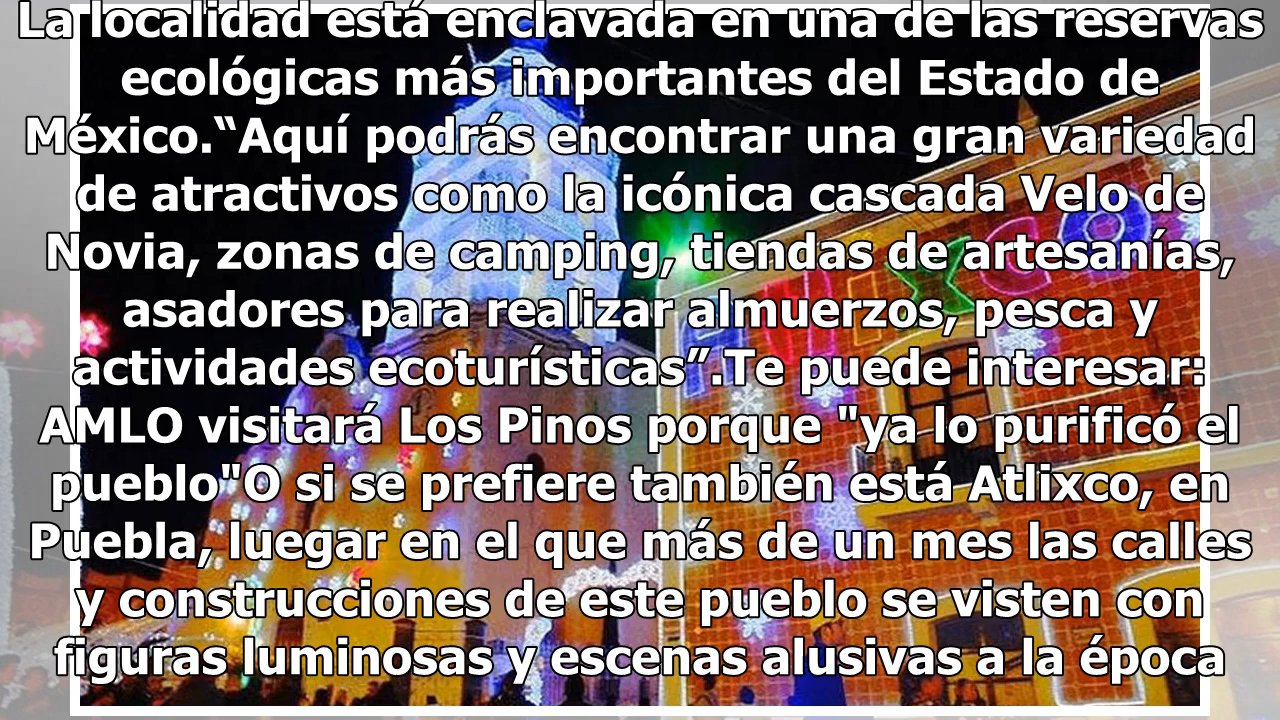 La localidad está enclavada en una de las reservas
ecológicas más importantes del Estado de
México.“Aquí podrás encontrar una gran variedad
de atractivos como la icónica cascada Velo de
Novia, zonas de camping, tiendas de artesanías,
asadores para realizar almuerzos, pesca y
actividades ecoturísticas”.Te puede interesar:
AMLO visitará Los Pinos porque "ya lo purificó el
pueblo"O si se prefiere también está Atlixco, en
Puebla, luegar en el que más de un mes las calles
y construcciones de este pueblo se visten con
figuras luminosas y escenas alusivas a la época